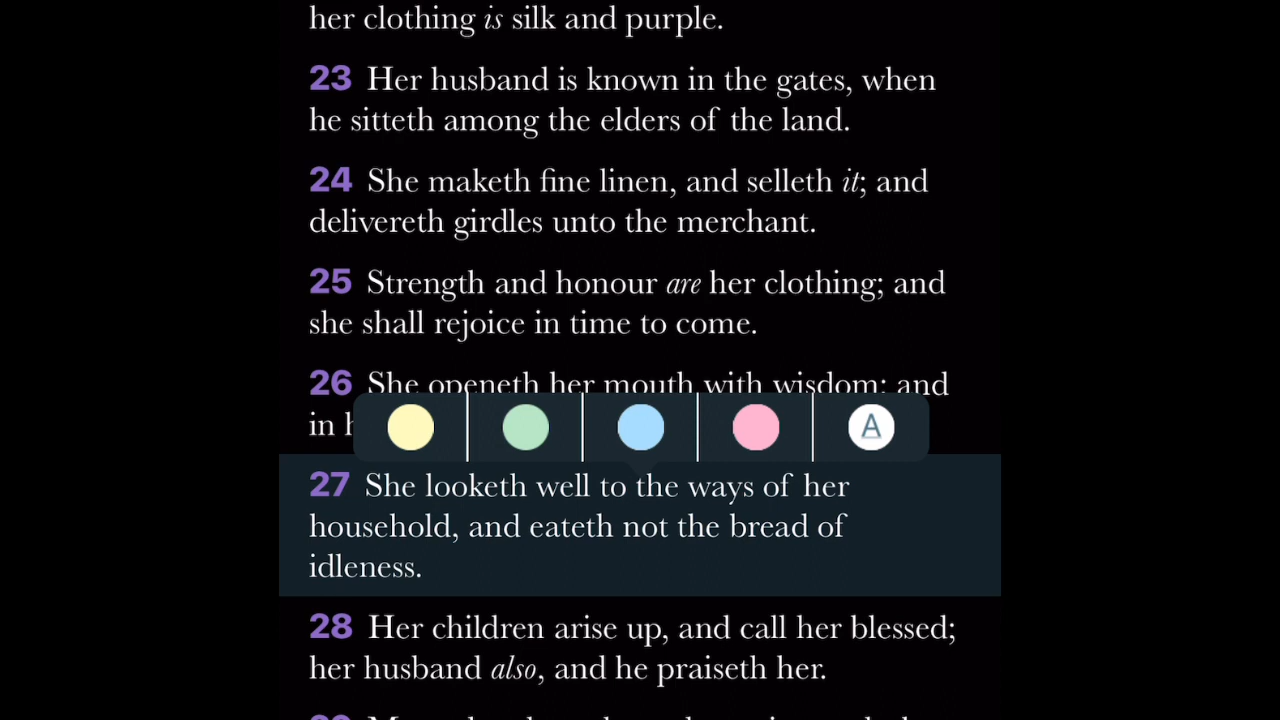 her clothing is silk and purple.
23 Her husband is known in the gates, when
he sitteth among the elders of the land.
24 She maketh fine linen, and selleth it; and
delivereth girdles unto the merchant.
25 Strength and honour are her clothing; and
she shall rejoice in time to come.
26 She openeth her mouth with wisdom; and
in
A
27 She looketh well to the ways of her
household, and eateth not the bread of
idleness.
28 Her children arise up, and call her blessed;
her husband also, and he praiseth her.